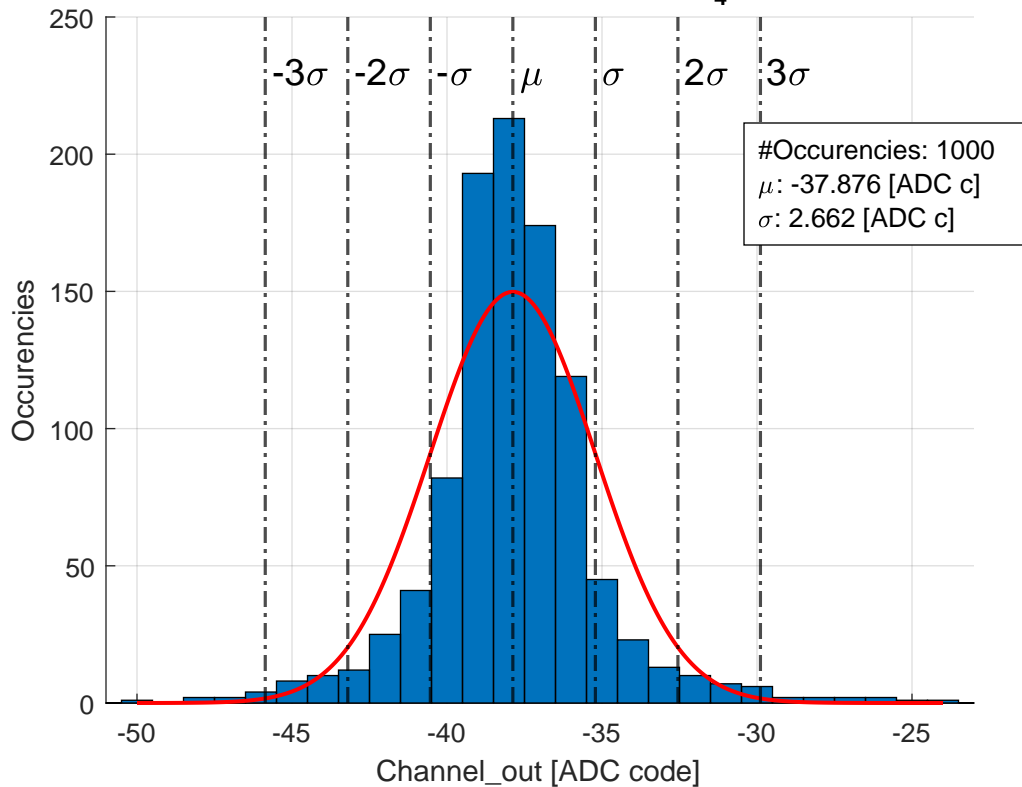 4
250
200
150
100
50
0
-3σ -2σ -σ μ σ 2σ 3σ
#Occurencies: 1000
μ: -37.876 [ADC c]
σ: 2.662 [ADC c]
Occurencies
-50 -45 -40 -35 -30 -25
Channel_out [ADC code]